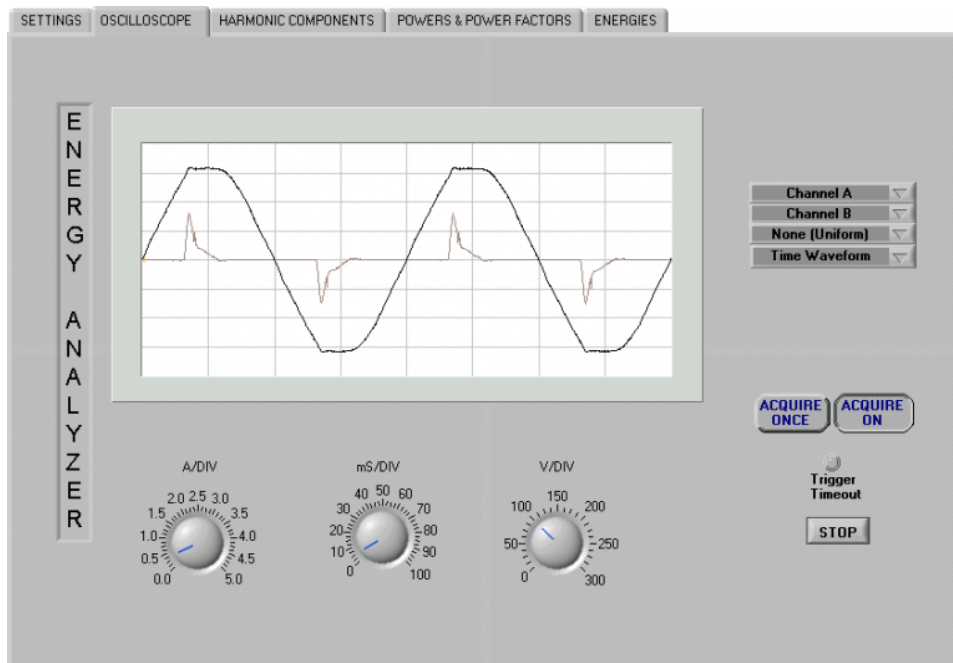 SETTINGS OSCILLOSCOPE HARMONIC COMPONENTS POWERS & POWER FACTORS ENERGIES
ENERGY ANALYZER
Channel A
Channel B
None (Uniform)
Time Waveform
ACQUIRE ONCE
ACQUIRE ON
Trigger
Timeout
STOP
A/DIV
0.0 0.5 1.0 1.5 2.0 2.5 3.0 3.5 4.0 4.5 5.0
mS/DIV
0 10 20 30 40 50 60 70 80 90 100
V/DIV
0 50 100 150 200 250 300